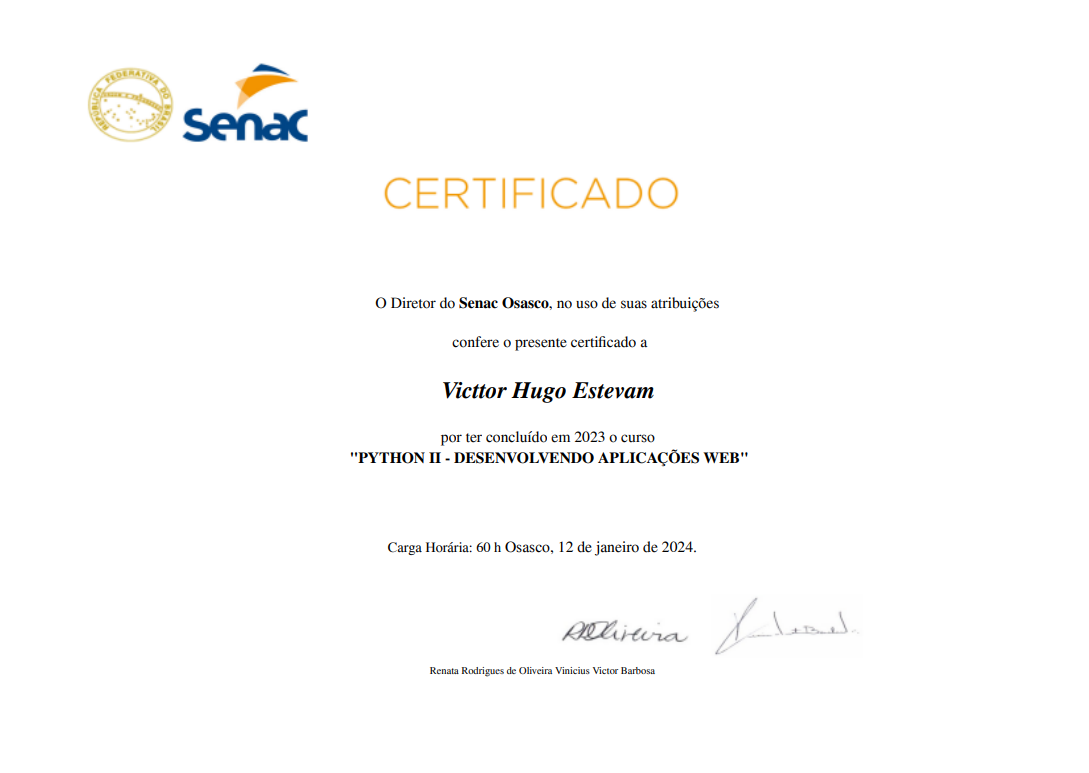 REPÚBLICA FEDERATIVA DO BRASIL
Senac
CERTIFICADO
O Diretor do Senac Osasco, no uso de suas atribuições
confere o presente certificado a
Victtor Hugo Estevam
por ter concluído em 2023 o curso
"PYTHON II - DESENVOLVENDO APLICAÇÕES WEB"
Carga Horária: 60 h Osasco, 12 de janeiro de 2024.
Renata Rodrigues de Oliveira Vinicius Victor Barbosa